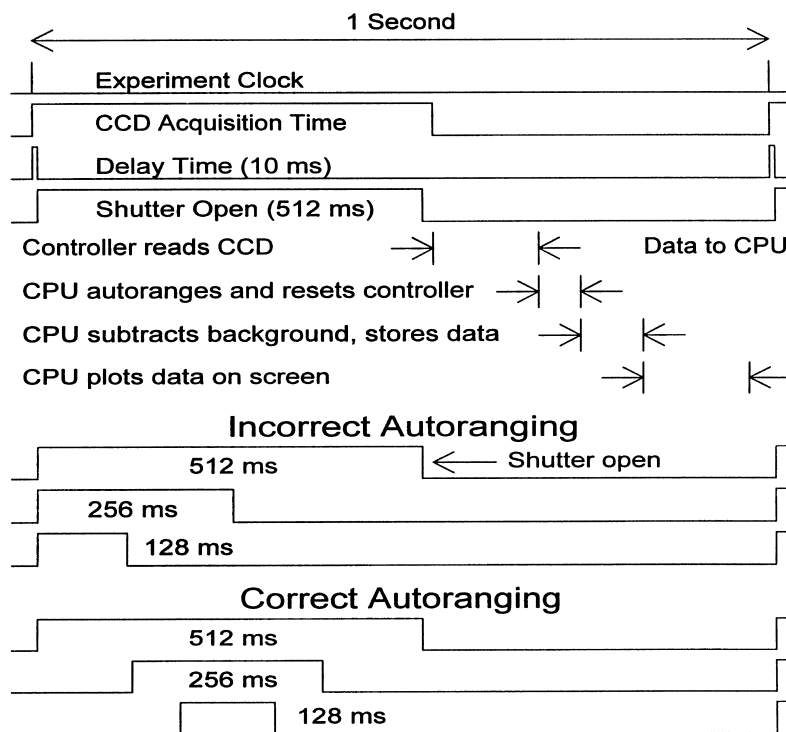 1 Second
Experiment Clock
CCD Acquisition Time
Delay Time (10 ms)
Shutter Open (512 ms)
Controller reads CCD
Data to CPU
CPU autoranges and resets controller
CPU subtracts background, stores data
CPU plots data on screen
Incorrect Autoranging
512 ms
Shutter open
256 ms
128 ms
Correct Autoranging
512 ms
256 ms
128 ms